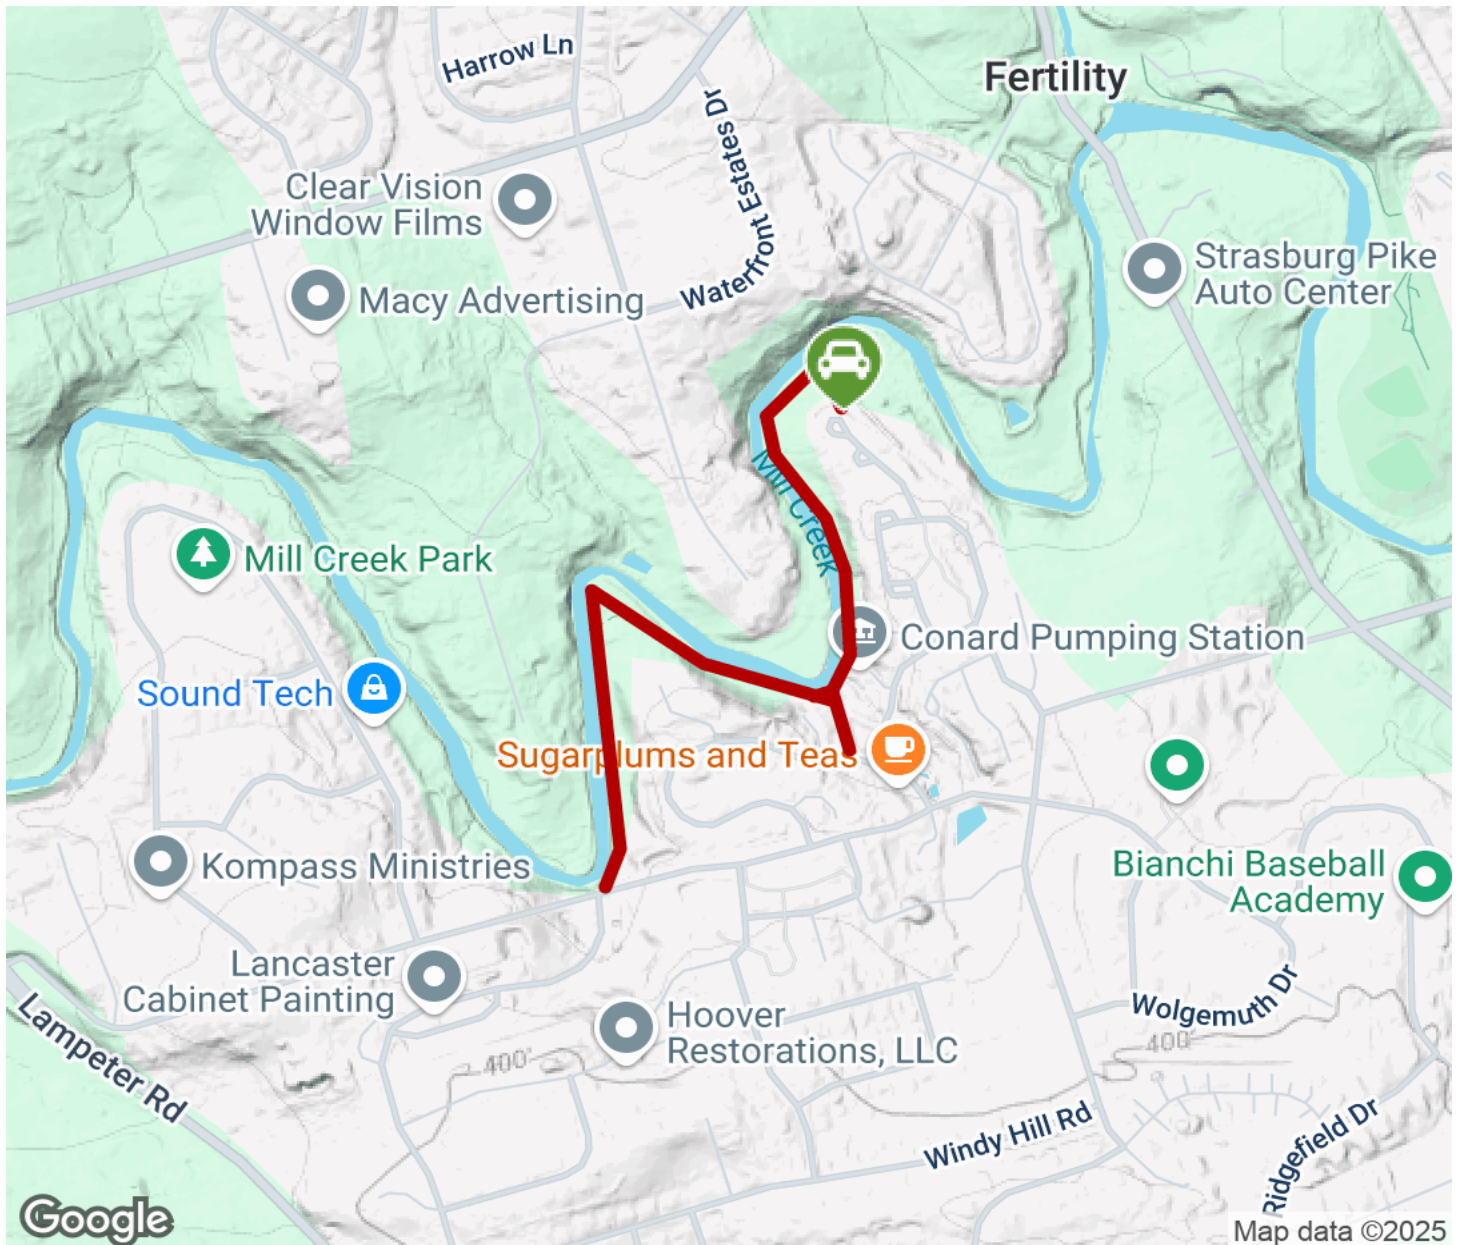 Harrow Ln
Fertility
Waterfront Estates Dr
Clear Vision
Window Films
Macy Advertising
Strasburg Pike
Auto Center
Mill Creek
Mill Creek Park
Conard Pumping Station
Sound Tech
Sugarplums and Teas
Kompass Ministries
Bianchi Baseball
Academy
Lancaster
Cabinet Painting
Hoover
Restorations, LLC
Wolgemuth Dr
400'
400
Lampeter Rd
Windy Hill Rd
Ridgefield Dr
Google
Map data ©2025